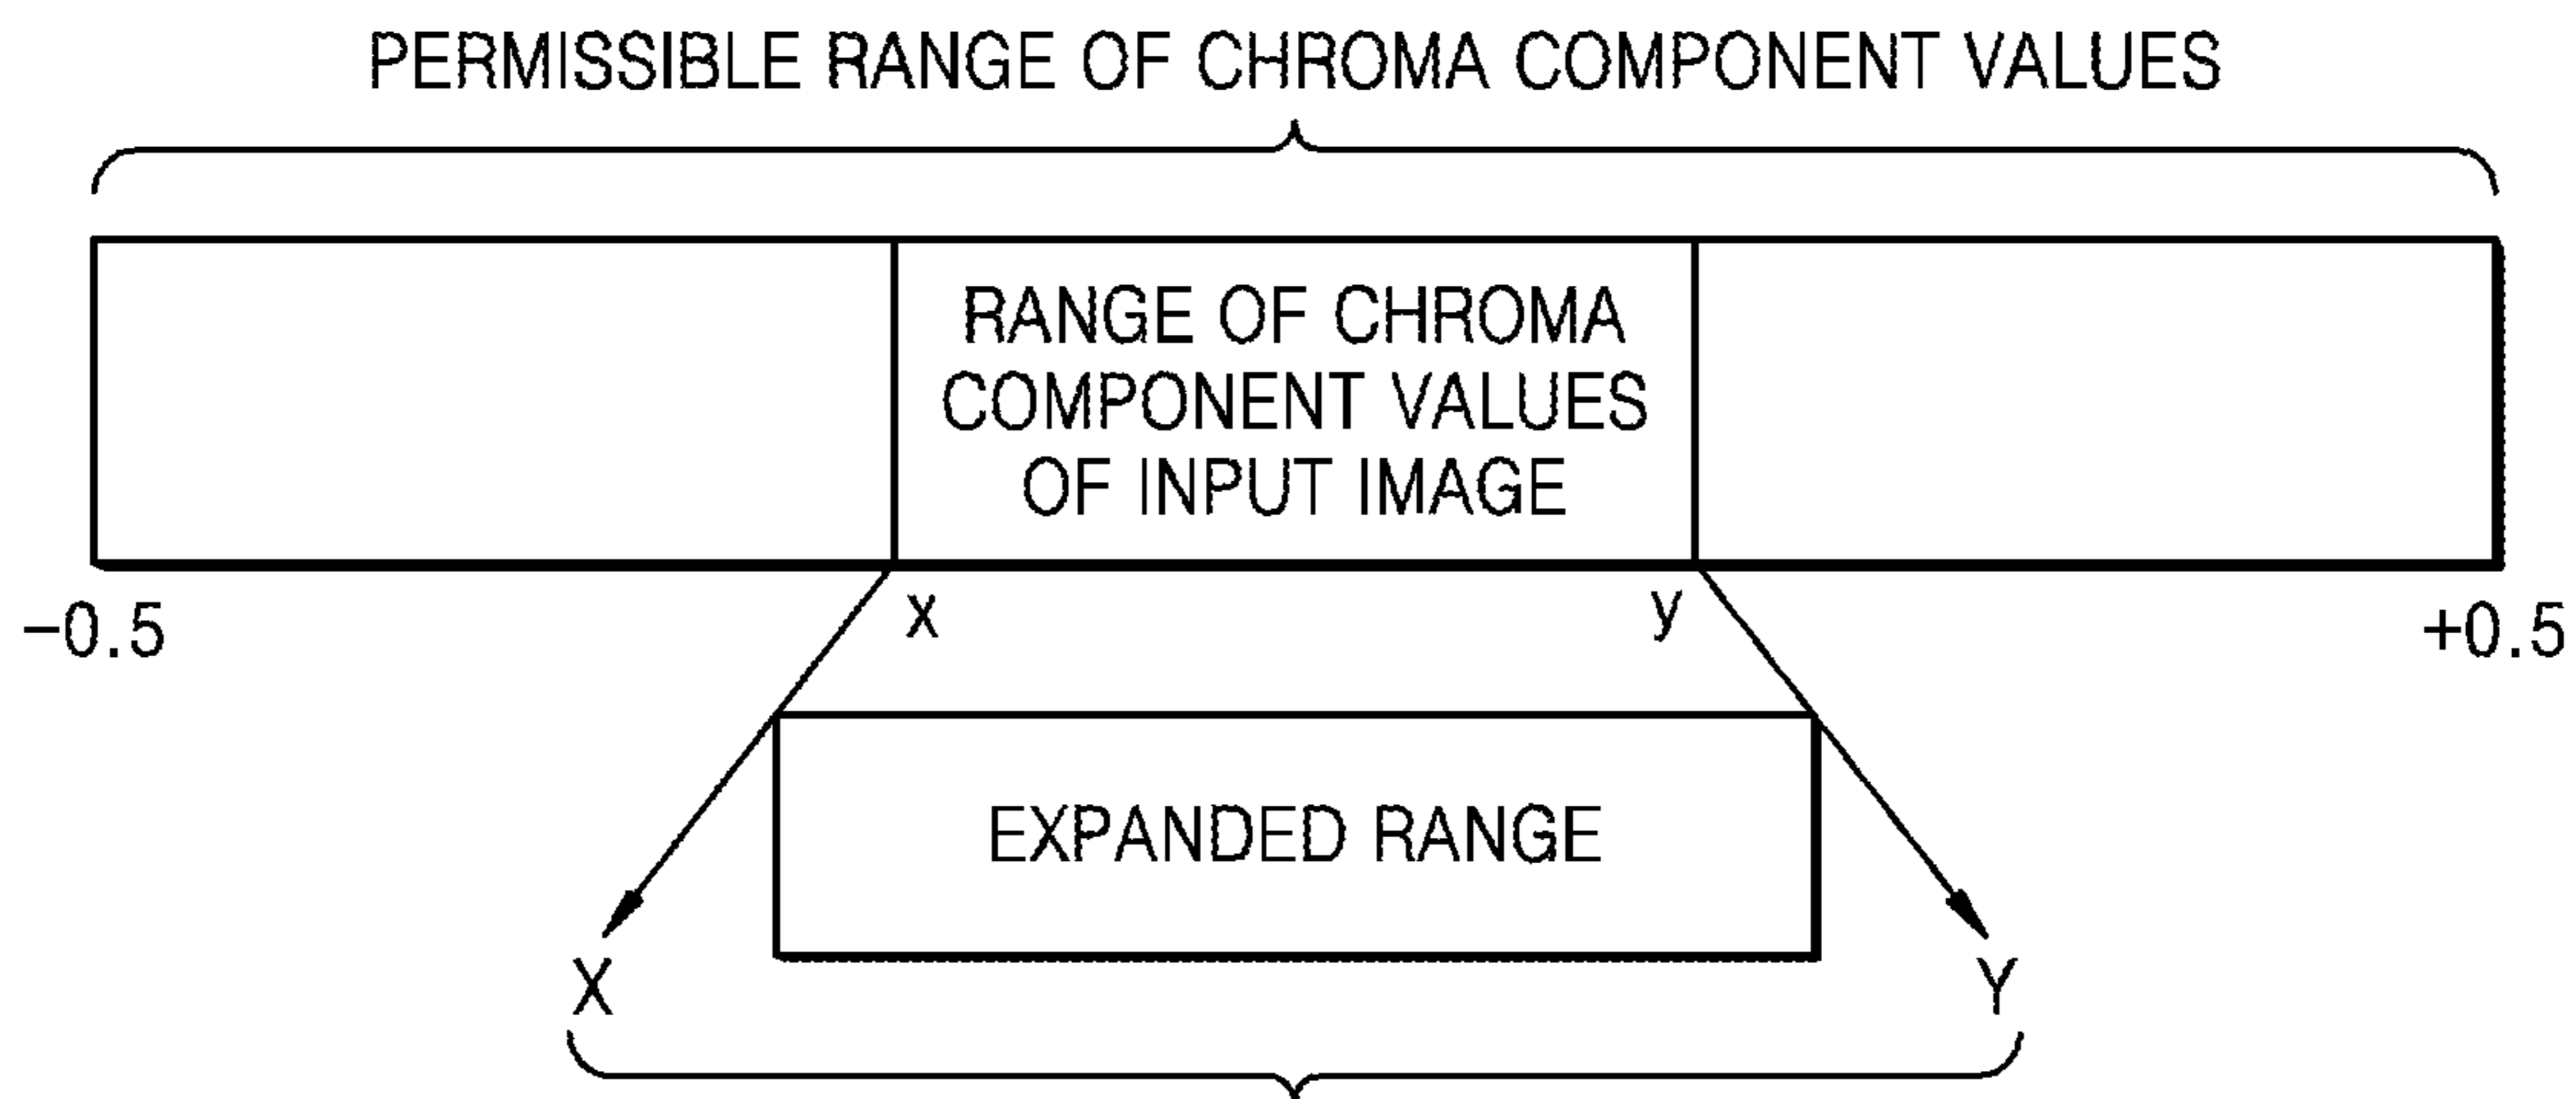 PERMISSIBLE RANGE OF CHROMA COMPONENT VALUES
RANGE OF CHROMA
COMPONENT VALUES
OF INPUT IMAGE
−0.5
x
y
+0.5
EXPANDED RANGE
X
Y